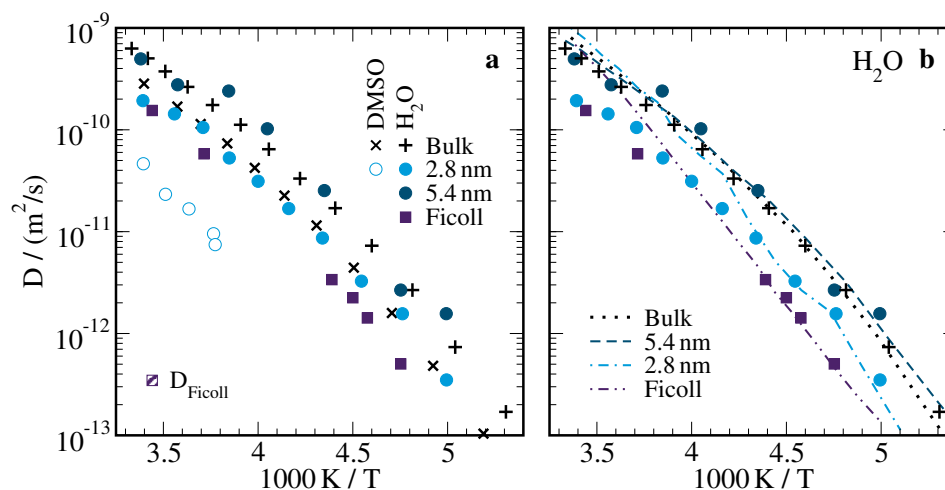 a
DMSO
H₂O
Bulk
2.8 nm
5.4 nm
Ficoll
D_Ficoll
D / (m²/s)
10⁻⁹
10⁻¹⁰
10⁻¹¹
10⁻¹²
10⁻¹³
3.5 4 4.5 5
1000 K / T
H₂O b
Bulk
5.4 nm
2.8 nm
Ficoll
3.5 4 4.5 5
1000 K / T